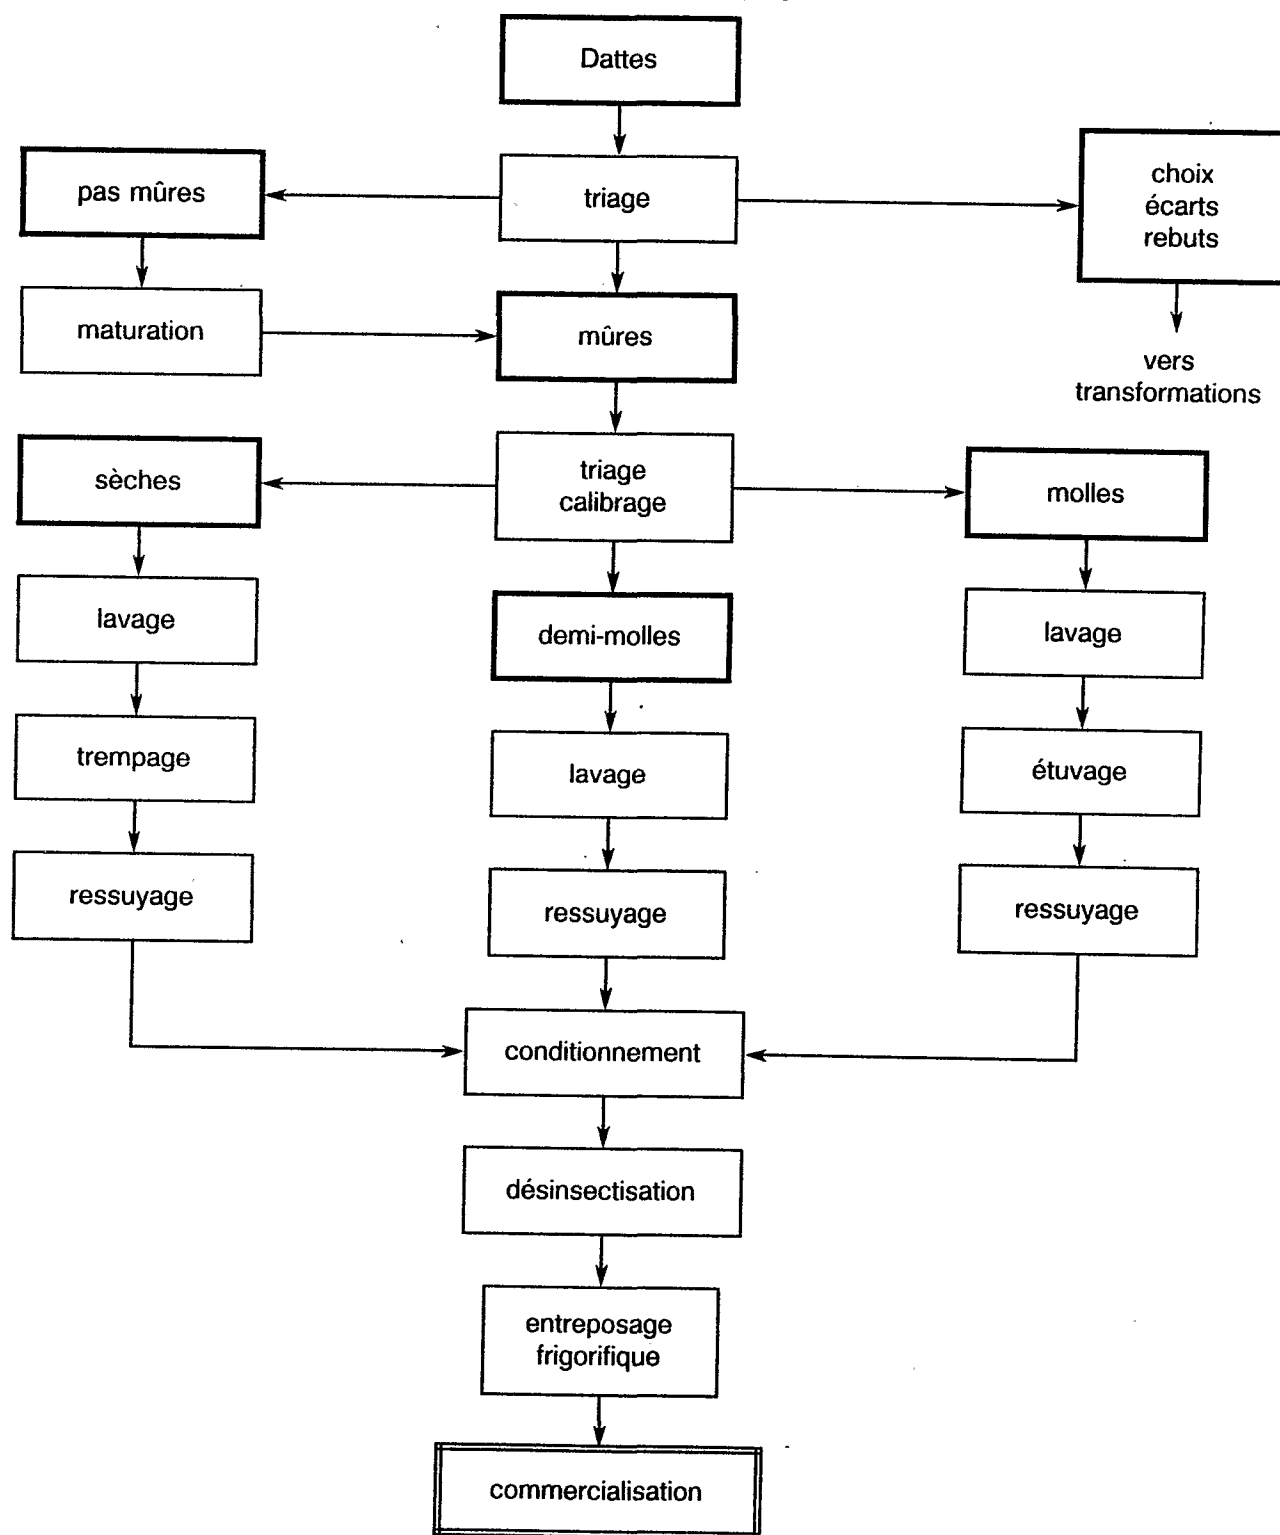 Dattes
pas mûres
triage
choix
écarts
rebuts
maturation
mûres
vers
transformations
sèches
triage
calibrage
molles
lavage
demi-molles
lavage
trempage
lavage
étuvage
ressuyage
ressuyage
ressuyage
conditionnement
désinsectisation
entreposage
frigorifique
commercialisation